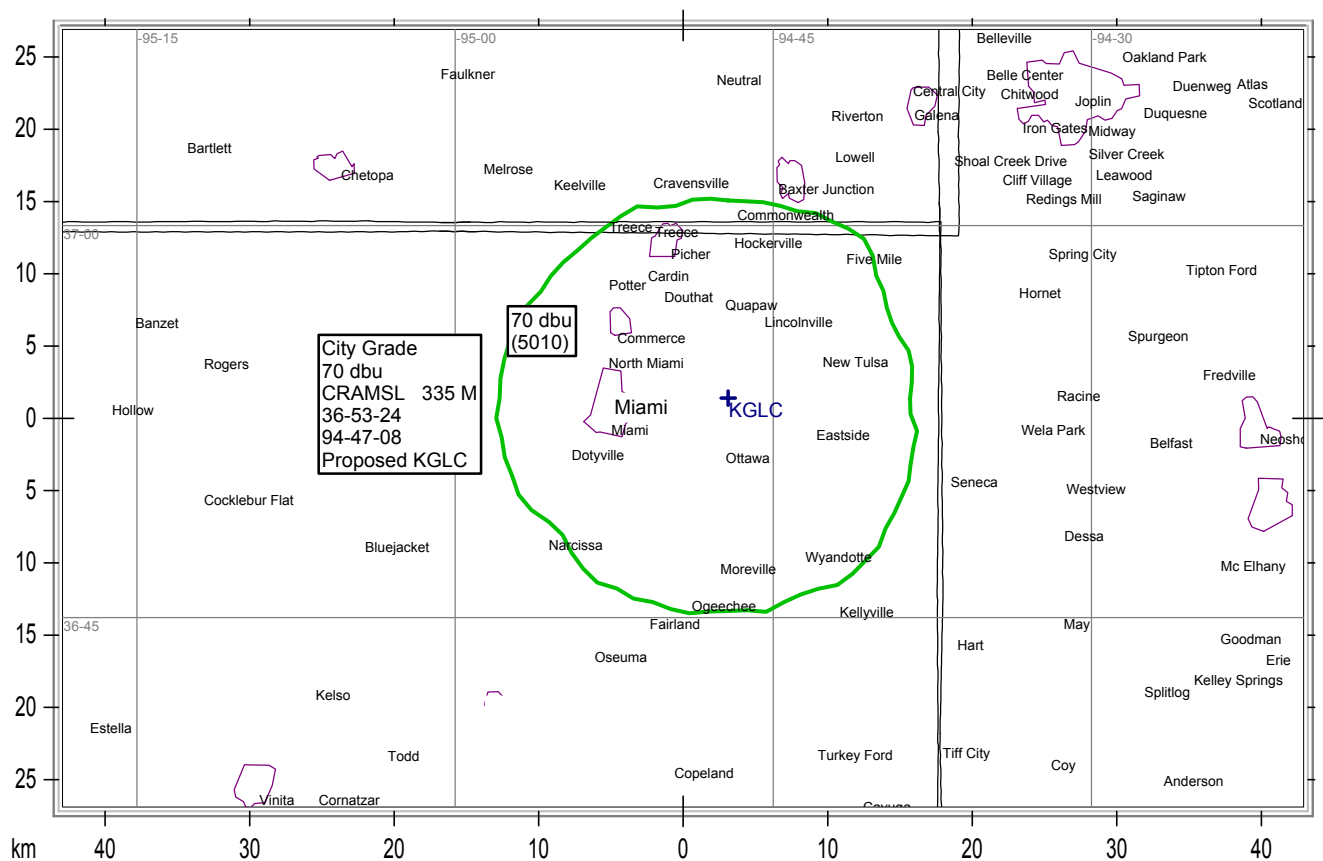 -95-15
-95-00
-94-45
-94-30
Belleville
25
Faulkner
Neutral
Oakland Park
Belle Center
Central City
Chitwood
Duenweg
Atlas
Joplin
Scotland
20
Riverton
Galena
Duquesne
Iron Gates
Midway
Bartlett
Lowell
Silver Creek
Shoal Creek Drive
Melrose
Chetopa
Leawood
Keelville
Cravensville
Baxter Junction
Cliff Village
15
Redings Mill
Saginaw
Commonwealth
37-00
Treece
Treece
Hockerville
10
Picher
Five Mile
Spring City
Cardin
Tipton Ford
Potter
Douthat
Hornet
Quapaw
70 dbu
(5010)
Banzet
Lincolnville
5
Commerce
Spurgeon
City Grade
70 dbu
CRAMSL 335 M
36-53-24
94-47-08
Proposed KGLC
Rogers
North Miami
New Tulsa
Fredville
Racine
Hollow
Miami
KGLC
0
Miami
Eastside
Wela Park
Belfast
Neosho
Dotyville
Ottawa
Seneca
5
Cocklebur Flat
Westview
Bluejacket
Narcissa
Dessa
Wyandotte
10
Moreville
Mc Elhany
Ogeechee
Kellyville
36-45
15
Fairland
May
Hart
Goodman
Oseuma
Erie
Kelley Springs
Kelso
Splitlog
20
Estella
Todd
Turkey Ford
Tiff City
Coy
Copeland
25
Anderson
Vinita
Cornatzar
km
40
30
20
10
0
10
20
30
40